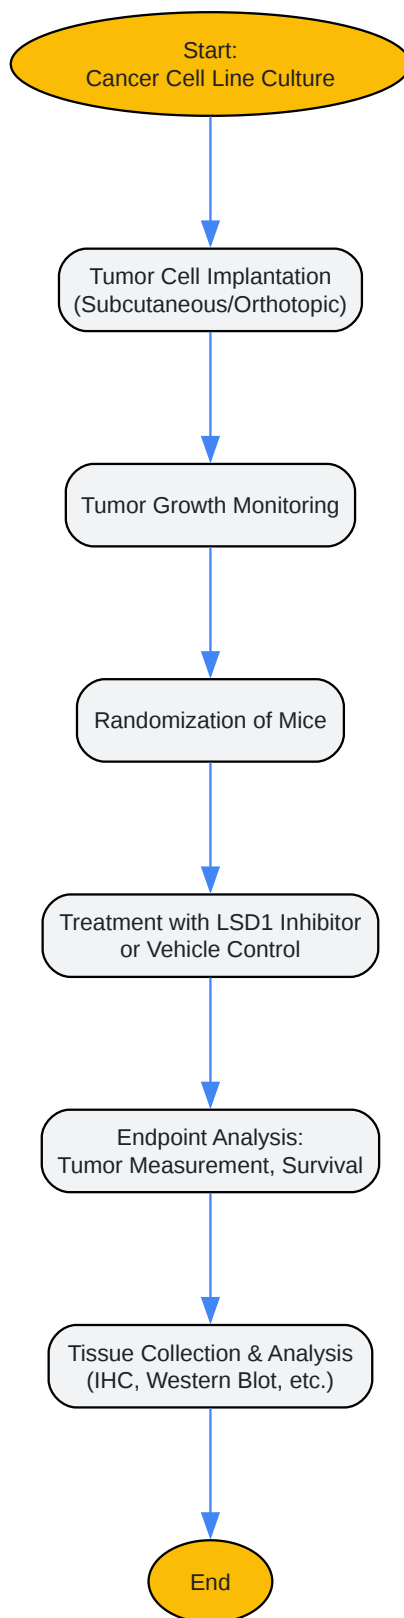 Start:
Cancer Cell Line Culture
Tumor Cell Implantation
(Subcutaneous/Orthotopic)
Tumor Growth Monitoring
Randomization of Mice
Treatment with LSD1 Inhibitor
or Vehicle Control
Endpoint Analysis:
Tumor Measurement, Survival
Tissue Collection & Analysis
(IHC, Western Blot, etc.)
End